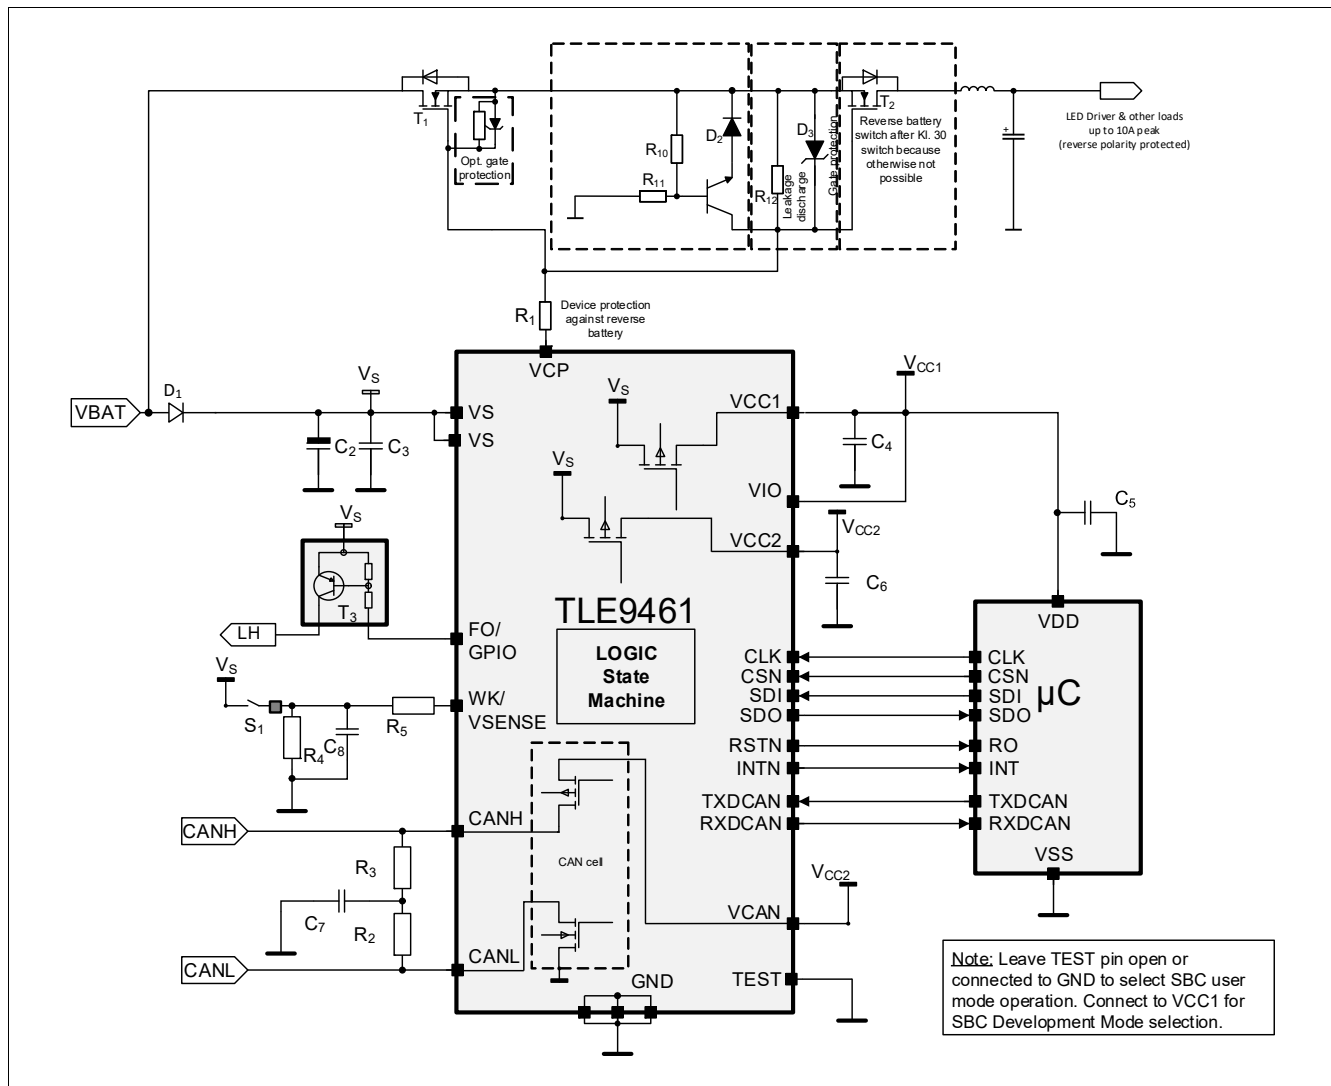 T1
Opt. gate
protection
R10
R11
D2
R12
Leakage
discharge
D3
Gate protection
T2
Reverse battery
switch after Kl. 30
switch because
otherwise not
possible
+
LED Driver & other loads
up to 10A peak
(reverse polarity protected)
R1
Device protection
against reverse
battery
VCP
VBAT
D1
VS
C2
C3
VS
VS
VS
VCC1
VCC1
C4
VS
VIO
VCC2
VCC2
C6
C5
VS
T3
LH
FO/
GPIO
TLE9461
LOGIC
State
Machine
VS
S1
R4
C8
R5
WK/
VSENSE
CLK
CSN
SDI
SDO
RSTN
INTN
TXDCAN
RXDCAN
VDD
CLK
CSN
SDI
SDO
µC
RO
INT
TXDCAN
RXDCAN
VSS
CANH
CANH
R3
C7
R2
CANL
CANL
CAN cell
VCAN
VCC2
TEST
GND
Note: Leave TEST pin open or
connected to GND to select SBC user
mode operation. Connect to VCC1 for
SBC Development Mode selection.